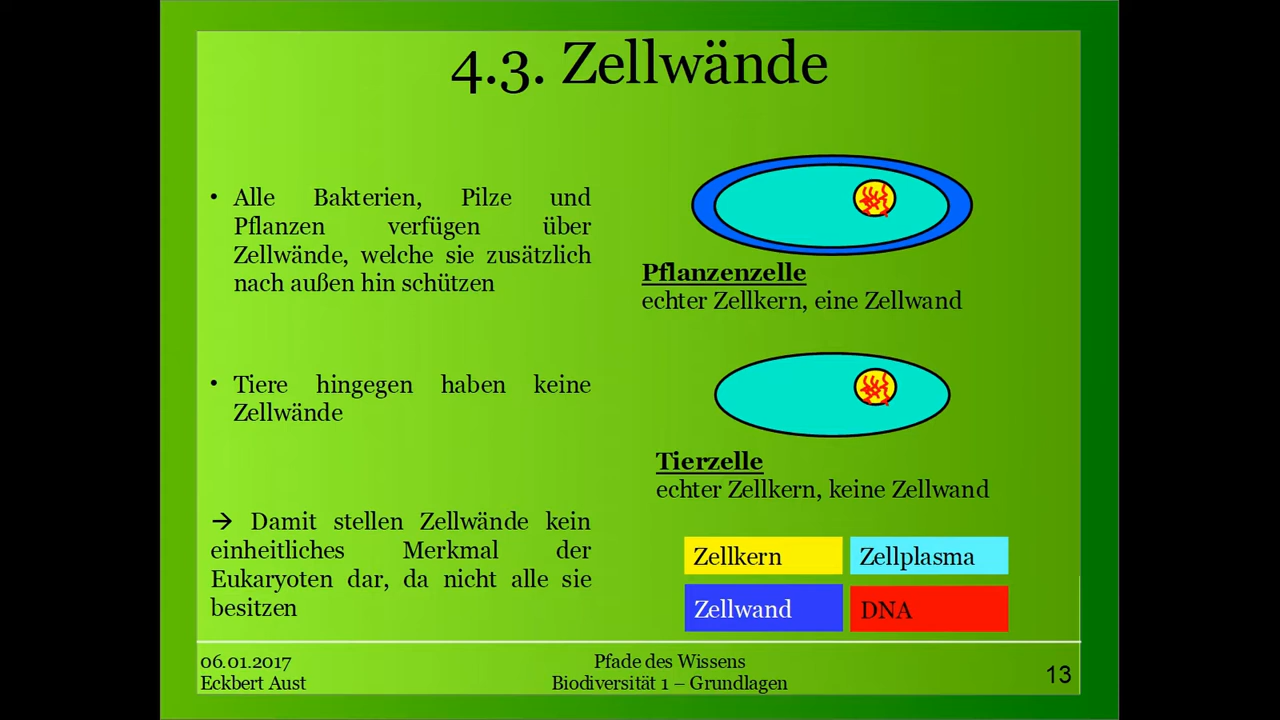 4.3. Zellwände
• Alle Bakterien, Pilze und
Pflanzen verfügen über
Zellwände, welche sie zusätzlich
nach außen hin schützen
• Tiere hingegen haben keine
Zellwände
→ Damit stellen Zellwände kein
einheitliches Merkmal der
Eukaryoten dar, da nicht alle sie
besitzen
Pflanzenzelle
echter Zellkern, eine Zellwand
Tierzelle
echter Zellkern, keine Zellwand
Zellkern
Zellplasma
Zellwand
DNA
06.01.2017
Eckbert Aust
Pfade des Wissens
Biodiversität 1 – Grundlagen
13